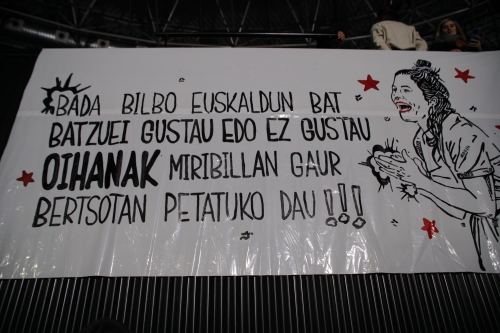 BADA BILBO EUSKALDUN BAT
BATZUEI GUSTAU EDO EZ GUSTAU
OIHANAK MIRIBILLAN GAUR
BERTSOTAN PETATUKO DAU !!!